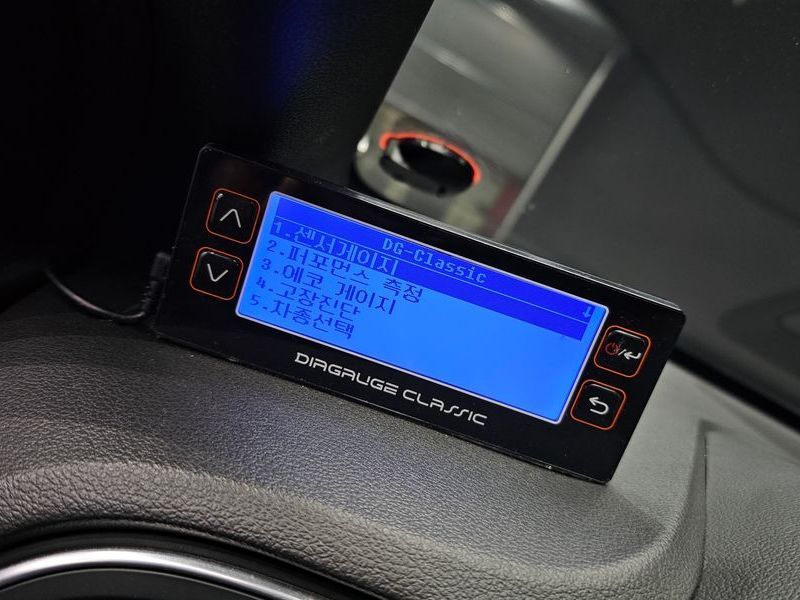 DG-Classic
1.센서게이지
2.퍼포먼스 측정
3.에코 게이지
4.고장진단
5.차종선택
DIAGAUGE CLASSIC